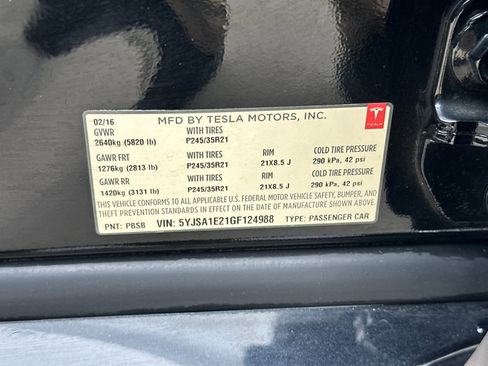 02/16 MFD BY TESLA MOTORS, INC.
GVWR WITH TIRES
2640kg (5820 lb) P245/35R21
GAWR FRT WITH TIRES RIM COLD TIRE PRESSURE
1276kg (2813 lb) P245/35R21 21X8.5 J 290 kPa, 42 psi
GAWR RR WITH TIRES RIM COLD TIRE PRESSURE
1420kg (3131 lb) P245/35R21 21X8.5 J 290 kPa, 42 psi
THIS VEHICLE CONFORMS TO ALL APPLICABLE U.S. FEDERAL MOTOR VEHICLE SAFETY, BUMPER, AND
THEFT PREVENTION STANDARDS IN EFFECT ON THE DATE OF MANUFACTURE SHOWN ABOVE.
PNT: PBSB VIN: 5YJSA1E21GF124988 TYPE: PASSENGER CAR
TESLA